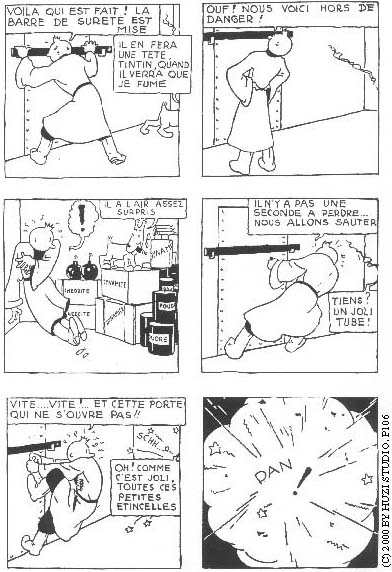 VOILA QUI EST FAIT! LA
BARRE DE SURETE EST
MISE
IL EN FERA
UNE TETE,
TINTIN, QUAND
IL VERRA QUE
JE FUME
OUF! NOUS VOICI HORS DE
DANGER!
IL A L'AIR ASSEZ
SURPRIS
!
DYNAMITE
CHEDDITE
POUD
IL N'Y A PAS UNE
SECONDE A PERDRE...
NOUS ALLONS SAUTER
TIENS?
UN JOLI
TUBE!
VITE....VITE!... ET CETTE PORTE
QUI NE S'OUVRE PAS!!
SCHH..
OH! COMME
C'EST JOLI,
TOUTES CES
PETITES
ETINCELLES
DAN
!
(C) 2000 BY HUZI STUDIO. P106